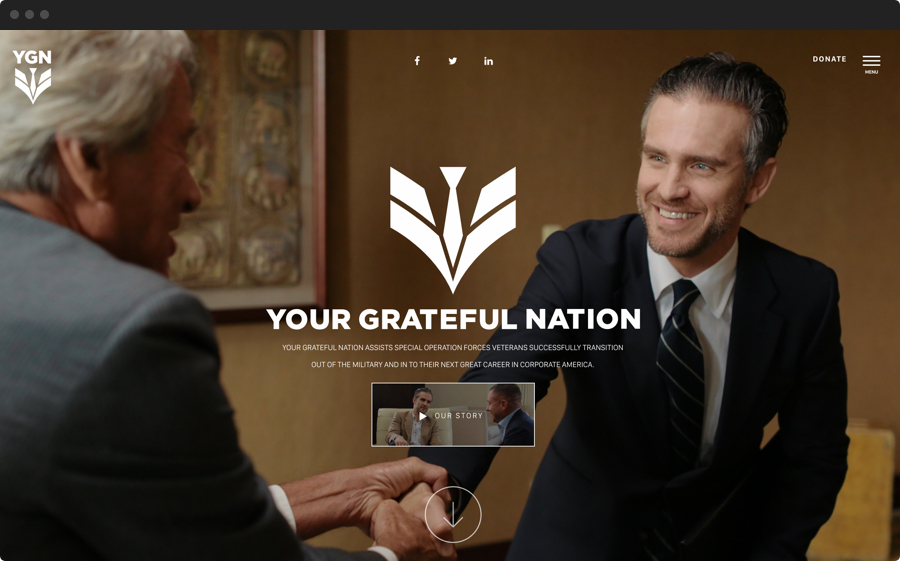 YGN
DONATE
MENU
YOUR GRATEFUL NATION
YOUR GRATEFUL NATION ASSISTS SPECIAL OPERATION FORCES VETERANS SUCCESSFULLY TRANSITION
OUT OF THE MILITARY AND IN TO THEIR NEXT GREAT CAREER IN CORPORATE AMERICA.
OUR STORY